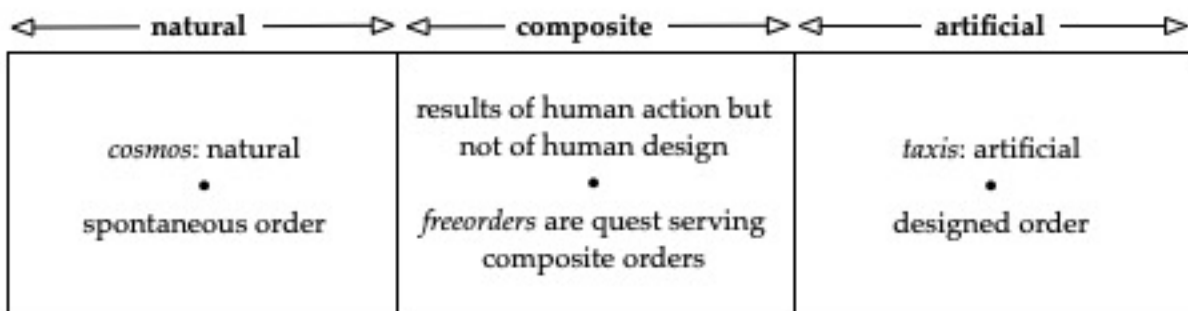 natural
composite
artificial
cosmos: natural
•
spontaneous order
results of human action but
not of human design
•
freeorders are quest serving
composite orders
taxis: artificial
•
designed order